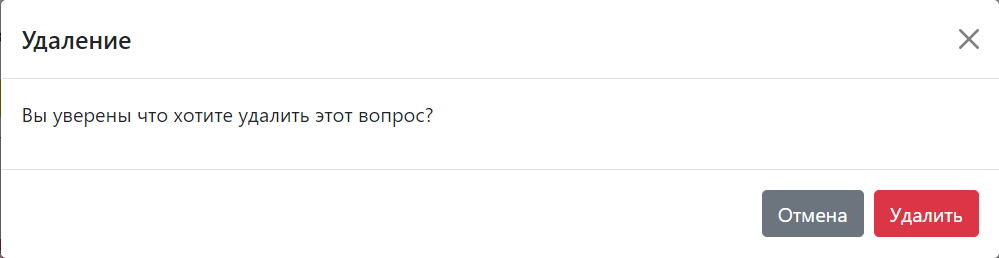 Удаление
Вы уверены что хотите удалить этот вопрос?
Отмена
Удалить